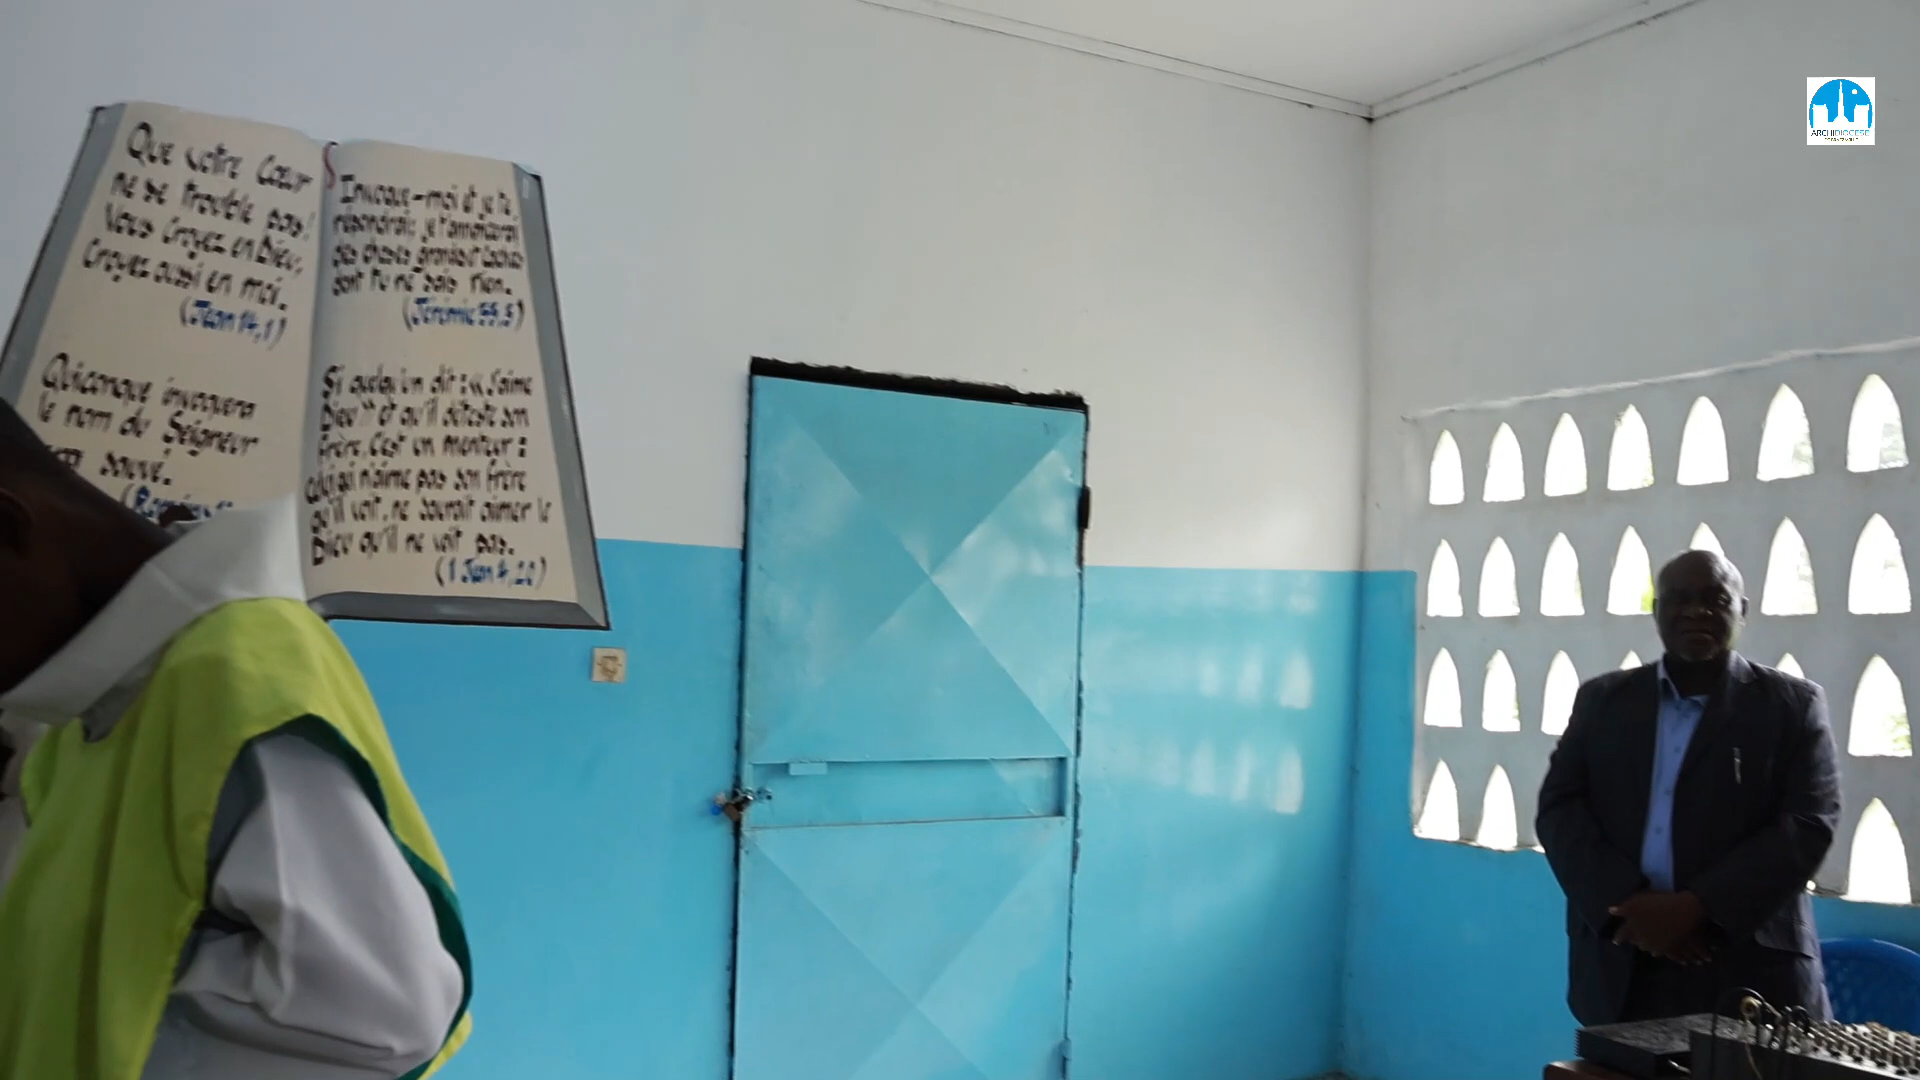 Que votre Cœur
ne se trouble pas!
Vous Croyez en Dieu,
Croyez aussi en moi.
(Jean 14,1)
Quiconque invoquera
le nom du Seigneur
sauvé.
Invoque-moi et je te
répondrai; je t'annoncerai
des choses grandes et cachées
dont tu ne sais rien.
(Jérémie
Si quelqu'un dit : « J'aime
Dieu » et qu'il déteste son
frère, C'est un menteur :
celui qui n'aime pas son frère
qu'il voit, ne saurait aimer le
Dieu qu'il ne voit pas.
(1 Jean 4,20)
ARCHIDIOCESE